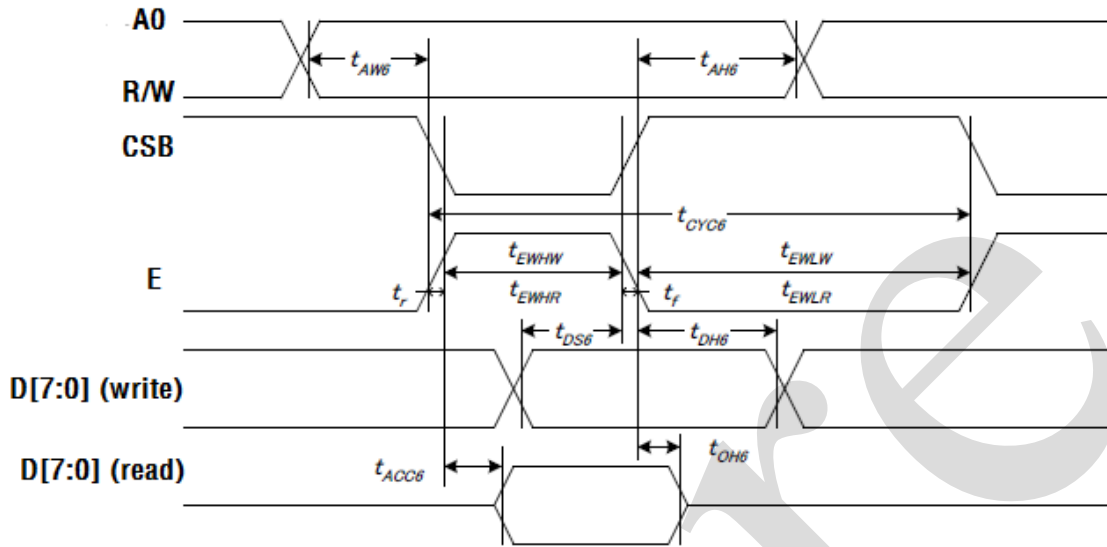 A0
tAW6
tAH6
R/W
CSB
tCYC6
tEWHW
tEWLW
E
tr
tEWHR
tf
tEWLR
tDS6
tDH6
D[7:0] (write)
D[7:0] (read)
tACC6
tOH6
re